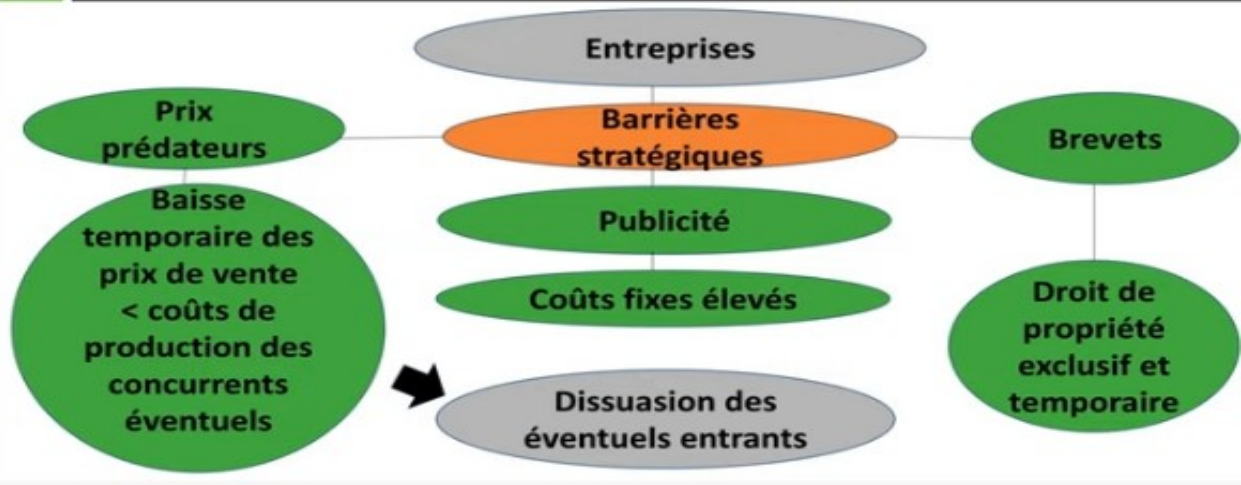 Entreprises
Prix
prédateurs
Barrières
stratégiques
Brevets
Baisse
temporaire des
prix de vente
< coûts de
production des
concurrents
éventuels
Publicité
Coûts fixes élevés
Droit de
propriété
exclusif et
temporaire
Dissuasion des
éventuels entrants